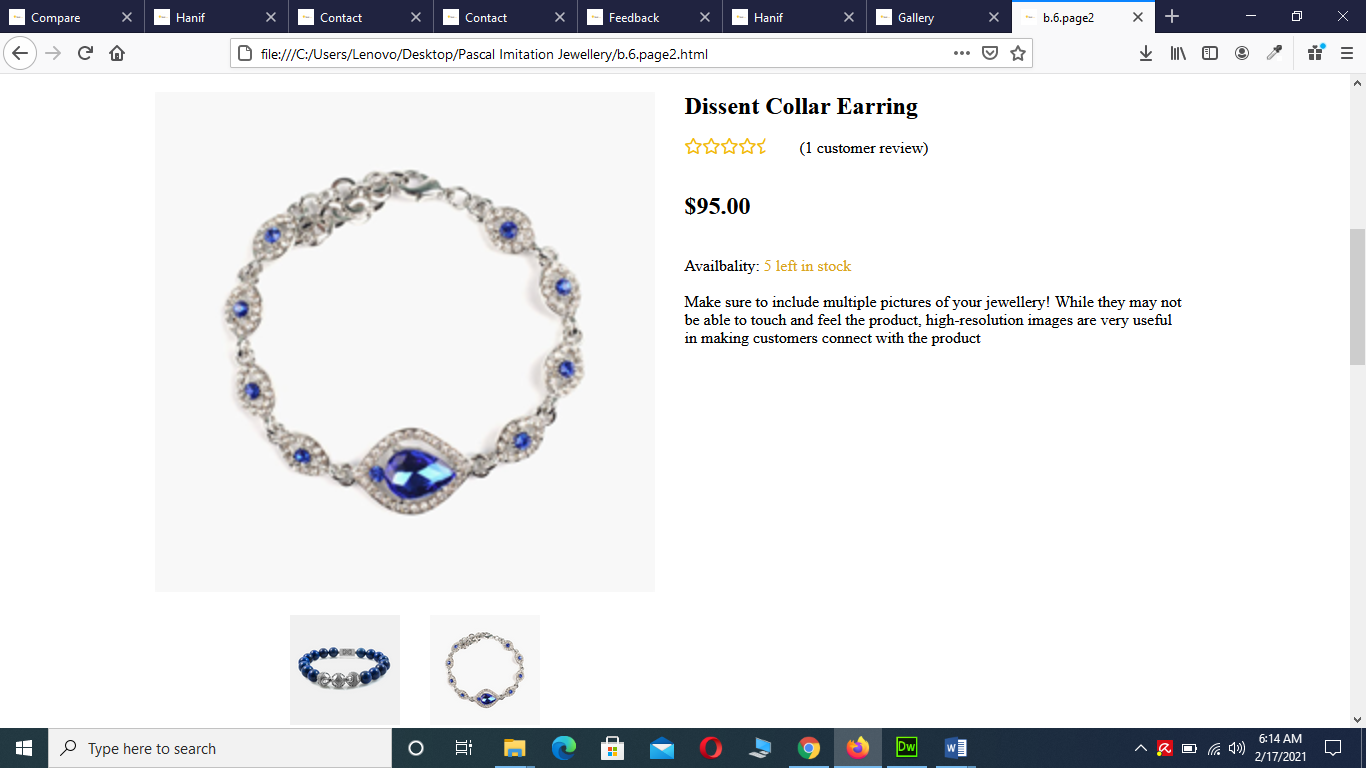 Compare
Hanif
Contact
Contact
Feedback
Hanif
Gallery
b.6.page2
file:///C:/Users/Lenovo/Desktop/Pascal Imitation Jewellery/b.6.page2.html
Dissent Collar Earring
(1 customer review)
$95.00
Availbality: 5 left in stock
Make sure to include multiple pictures of your jewellery! While they may not
be able to touch and feel the product, high-resolution images are very useful
in making customers connect with the product
Type here to search
Dw
W
6:14 AM
2/17/2021